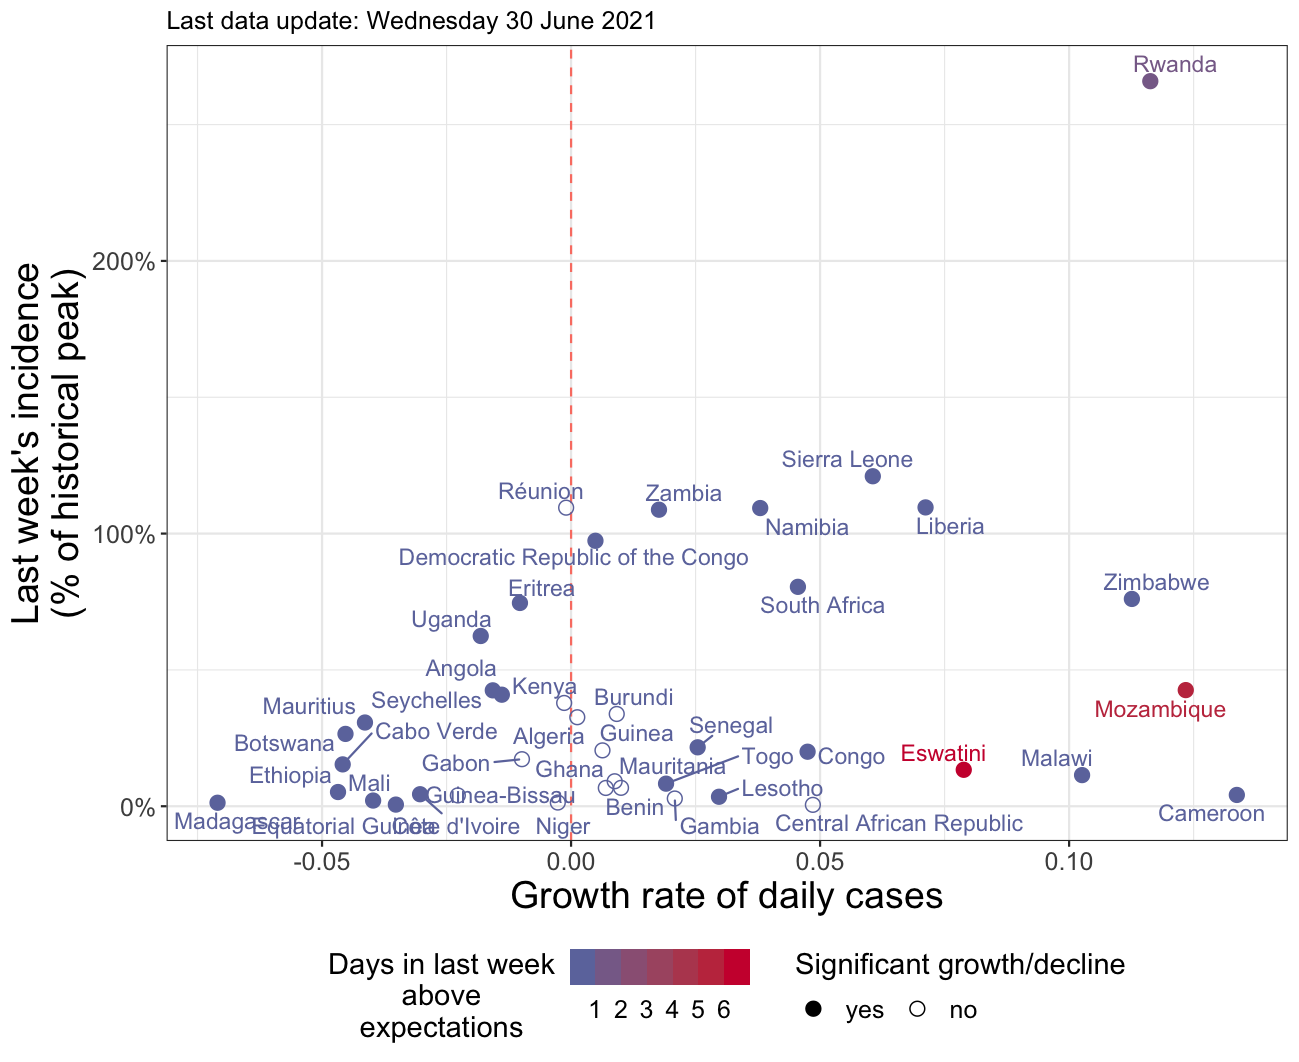 Last data update: Wednesday 30 June 2021
Last week's incidence
(% of historical peak)
200%
100%
0%
Rwanda
Sierra Leone
Réunion
Zambia
Namibia
Liberia
Democratic Republic of the Congo
Eritrea
Zimbabwe
South Africa
Uganda
Angola
Kenya
Seychelles
Burundi
Mauritius
Mozambique
Cabo Verde
Senegal
Algeria
Guinea
Botswana
Eswatini
Togo
Congo
Malawi
Gabon
Ghana
Mauritania
Ethiopia
Mali
Lesotho
Guinea-Bissau
Benin
Cameroon
Madagascar
Equatorial Guinea
Côte d'Ivoire
Niger
Gambia
Central African Republic
-0.05
0.00
0.05
0.10
Growth rate of daily cases
Days in last week
above
expectations
1 2 3 4 5 6
Significant growth/decline
yes
no